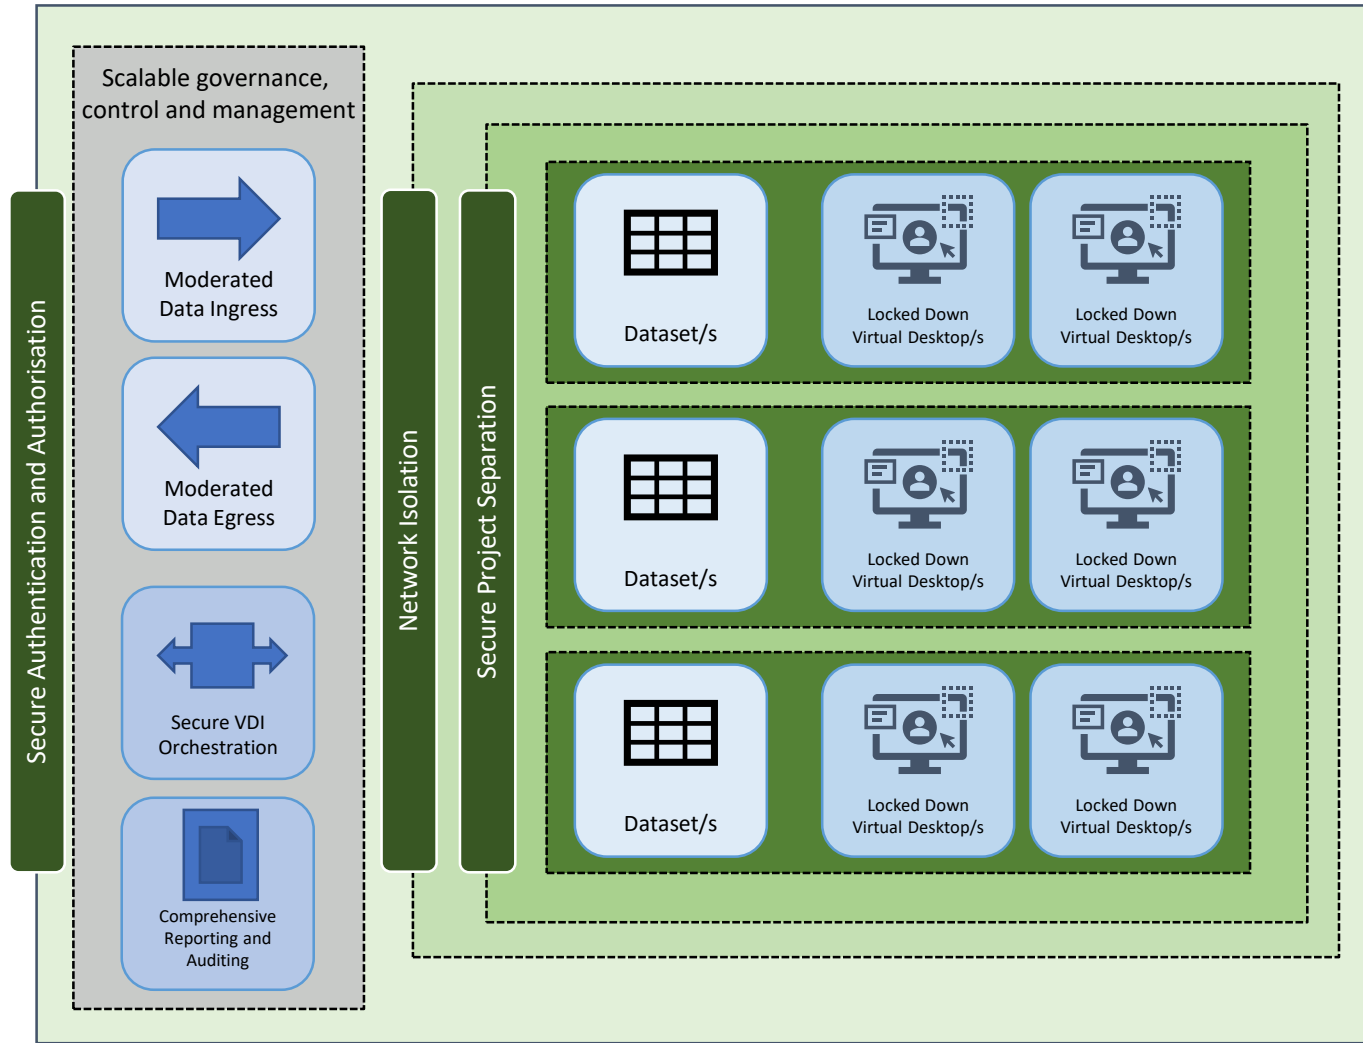 Scalable governance,
control and management
Secure Authentication and Authorisation
Moderated
Data Ingress
Moderated
Data Egress
Secure VDI
Orchestration
Comprehensive
Reporting and
Auditing
Network Isolation
Secure Project Separation
Dataset/s
Locked Down
Virtual Desktop/s
Locked Down
Virtual Desktop/s
Dataset/s
Locked Down
Virtual Desktop/s
Locked Down
Virtual Desktop/s
Dataset/s
Locked Down
Virtual Desktop/s
Locked Down
Virtual Desktop/s